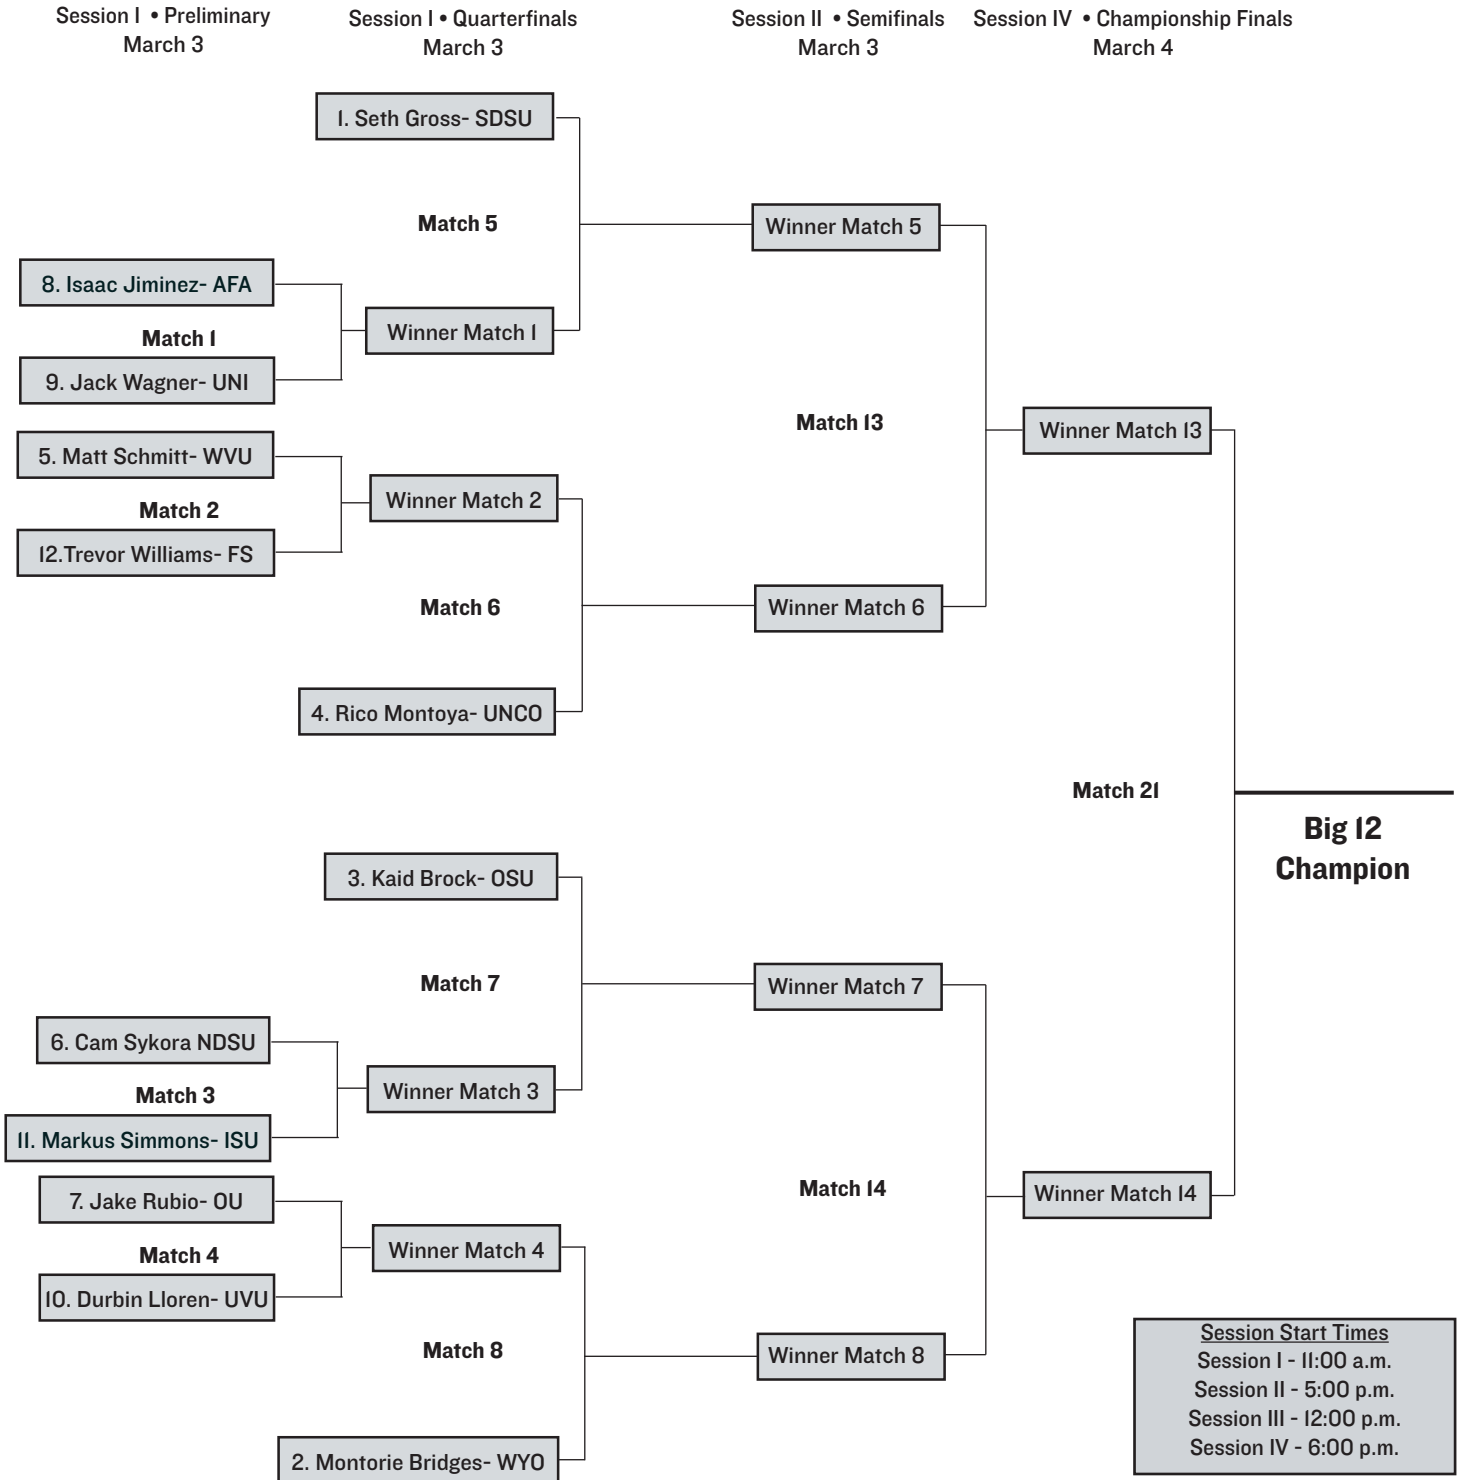 Session I • Preliminary
March 3
Session I • Quarterfinals
March 3
Session II • Semifinals
March 3
Session IV • Championship Finals
March 4
1. Seth Gross- SDSU
Match 5
Winner Match 5
8. Isaac Jiminez- AFA
Match 1
Winner Match 1
9. Jack Wagner- UNI
Match 13
Winner Match 13
5. Matt Schmitt- WVU
Match 2
Winner Match 2
12.Trevor Williams- FS
Match 6
Winner Match 6
4. Rico Montoya- UNCO
Match 21
Big 12
Champion
3. Kaid Brock- OSU
Match 7
Winner Match 7
6. Cam Sykora NDSU
Match 3
Winner Match 3
11. Markus Simmons- ISU
Match 14
Winner Match 14
7. Jake Rubio- OU
Match 4
Winner Match 4
10. Durbin Lloren- UVU
Match 8
Winner Match 8
2. Montorie Bridges- WYO
Session Start Times
Session I - 11:00 a.m.
Session II - 5:00 p.m.
Session III - 12:00 p.m.
Session IV - 6:00 p.m.